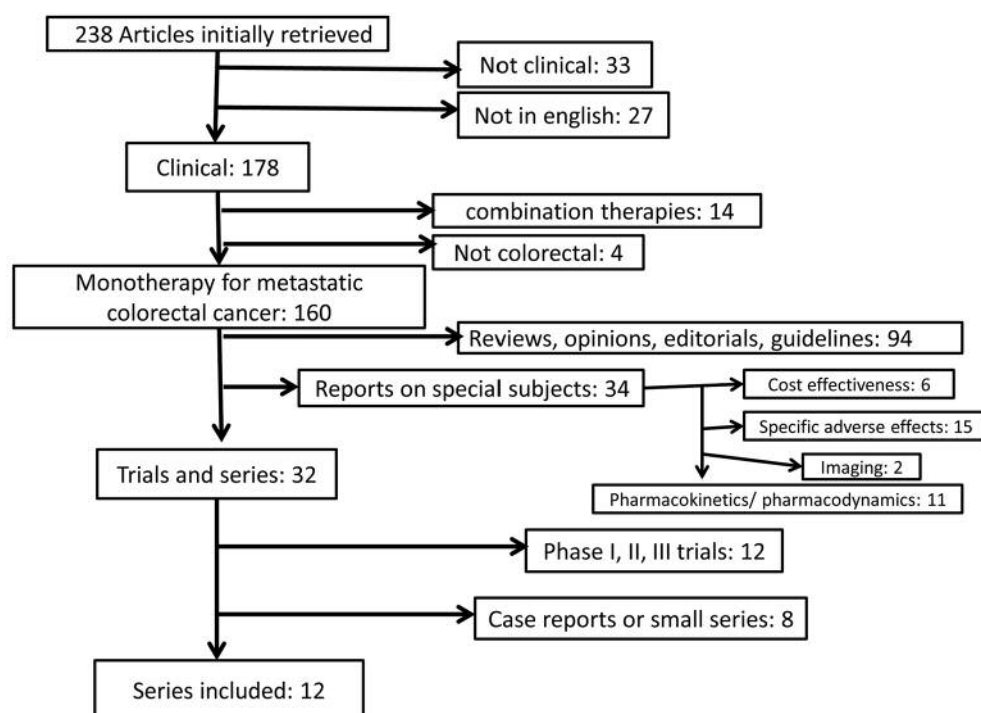 238 Articles initially retrieved
Not clinical: 33
Not in english: 27
Clinical: 178
combination therapies: 14
Not colorectal: 4
Monotherapy for metastatic
colorectal cancer: 160
Reviews, opinions, editorials, guidelines: 94
Reports on special subjects: 34
Cost effectiveness: 6
Specific adverse effects: 15
Imaging: 2
Pharmacokinetics/ pharmacodynamics: 11
Trials and series: 32
Phase I, II, III trials: 12
Case reports or small series: 8
Series included: 12